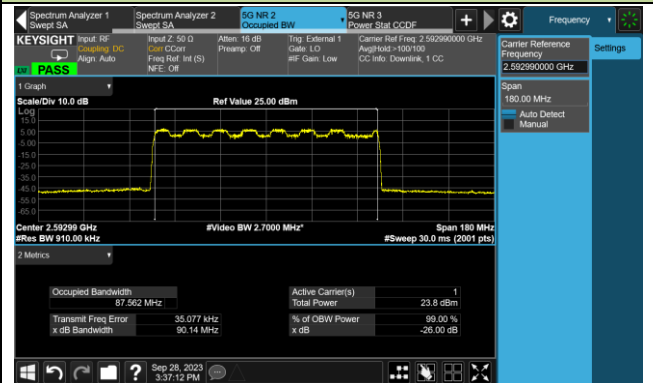 Spectrum Analyzer 1
Swept SA
Spectrum Analyzer 2
Swept SA
5G NR 2
Occupied BW
5G NR 3
Power Stat CCDF
Frequency
KEYSIGHT
PASS
Input: RF
Coupling: DC
Align: Auto
Input Z: 50 Ω
Corr CCorr
Freq Ref: Int (S)
NFE: Off
Atten: 16 dB
Preamp: Off
Trig: External 1
Gate: LO
#IF Gain: Low
Carrier Ref Freq: 2.592990000 GHz
Avg|Hold:>100/100
CC Info: Downlink, 1 CC
Carrier Reference
Frequency
2.592990000 GHz
Span
180.00 MHz
Auto Detect
Manual
Settings
1 Graph
Scale/Div 10.0 dB
Ref Value 25.00 dBm
Log
15.0
5.00
-5.00
-15.0
-25.0
-35.0
-45.0
-55.0
-65.0
Center 2.59299 GHz
#Video BW 2.7000 MHz*
Span 180 MHz
#Res BW 910.00 kHz
#Sweep 30.0 ms (2001 pts)
2 Metrics
Occupied Bandwidth
87.562 MHz
Active Carrier(s) 1
Total Power 23.8 dBm
Transmit Freq Error 35.077 kHz
x dB Bandwidth 90.14 MHz
% of OBW Power 99.00 %
x dB -26.00 dB
Sep 28, 2023
3:37:12 PM